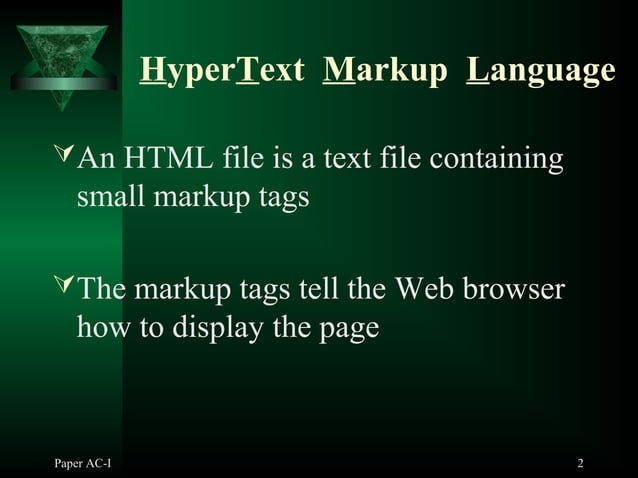 HyperText Markup Language
An HTML file is a text file containing
small markup tags
The markup tags tell the Web browser
how to display the page
Paper AC-I
2